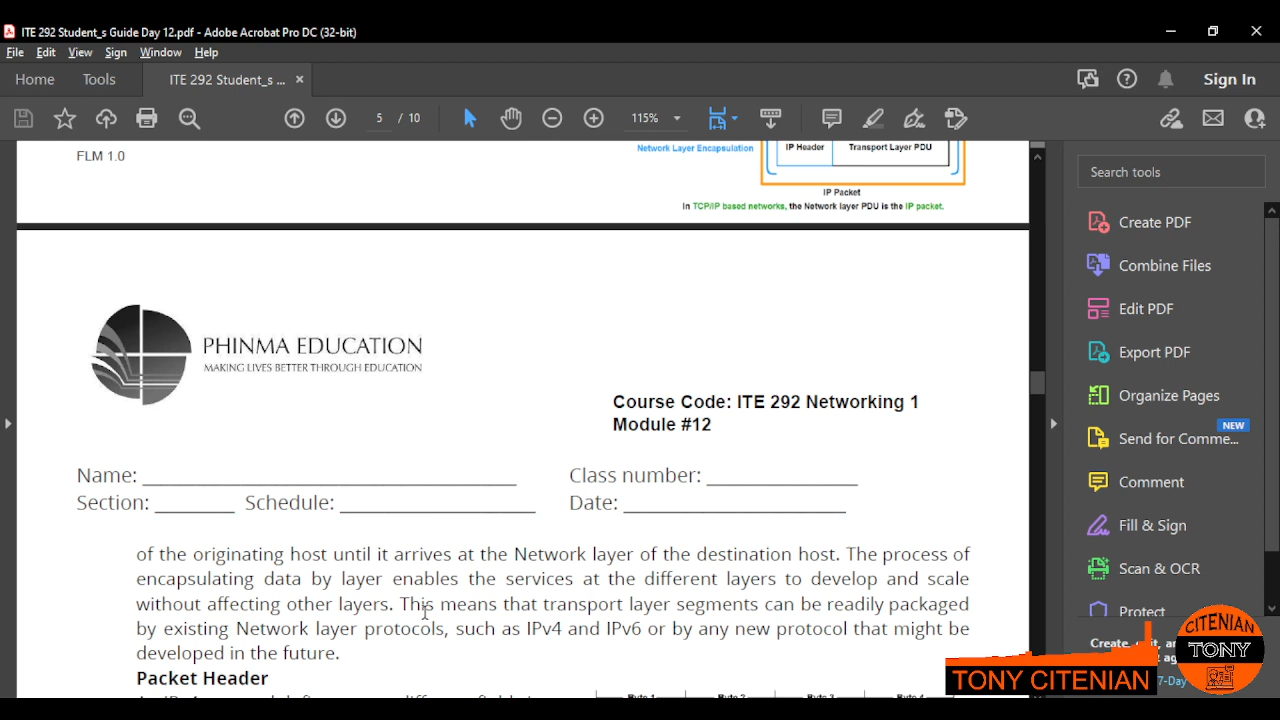 ITE 292 Student_s Guide Day 12.pdf - Adobe Acrobat Pro DC (32-bit)
File Edit View Sign Window Help
Home Tools ITE 292 Student_s ... ×
Sign In
5 / 10 115%
FLM 1.0
Network Layer Encapsulation IP Header Transport Layer PDU
IP Packet
In TCP/IP based networks, the Network layer PDU is the IP packet.
PHINMA EDUCATION
MAKING LIVES BETTER THROUGH EDUCATION
Course Code: ITE 292 Networking 1
Module #12
Name: Class number:
Section: Schedule: Date:
of the originating host until it arrives at the Network layer of the destination host. The process of
encapsulating data by layer enables the services at the different layers to develop and scale
without affecting other layers. This means that transport layer segments can be readily packaged
by existing Network layer protocols, such as IPv4 and IPv6 or by any new protocol that might be
developed in the future.
Packet Header
Search tools
Create PDF
Combine Files
Edit PDF
Export PDF
Organize Pages
NEW
Send for Comme...
Comment
Fill & Sign
Scan & OCR
Protect
7-Day
TONY CITENIAN
CITENIAN
TONY